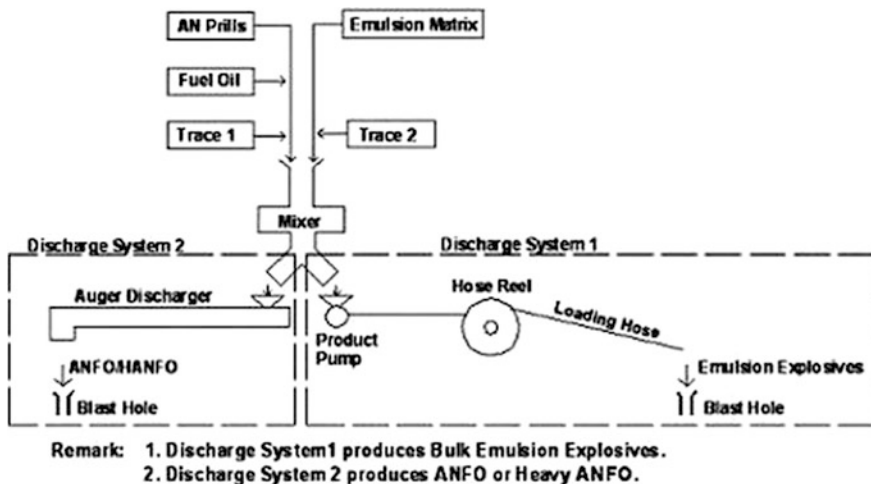 AN Prills
Emulsion Matrix
Fuel Oil
Trace 1
Trace 2
Mixer
Discharge System 2
Discharge System 1
Auger Discharger
Hose Reel
Loading Hose
Product
Pump
ANFO/HANFO
Emulsion Explosives
Blast Hole
Blast Hole
Remark: 1. Discharge System1 produces Bulk Emulsion Explosives.
2. Discharge System 2 produces ANFO or Heavy ANFO.